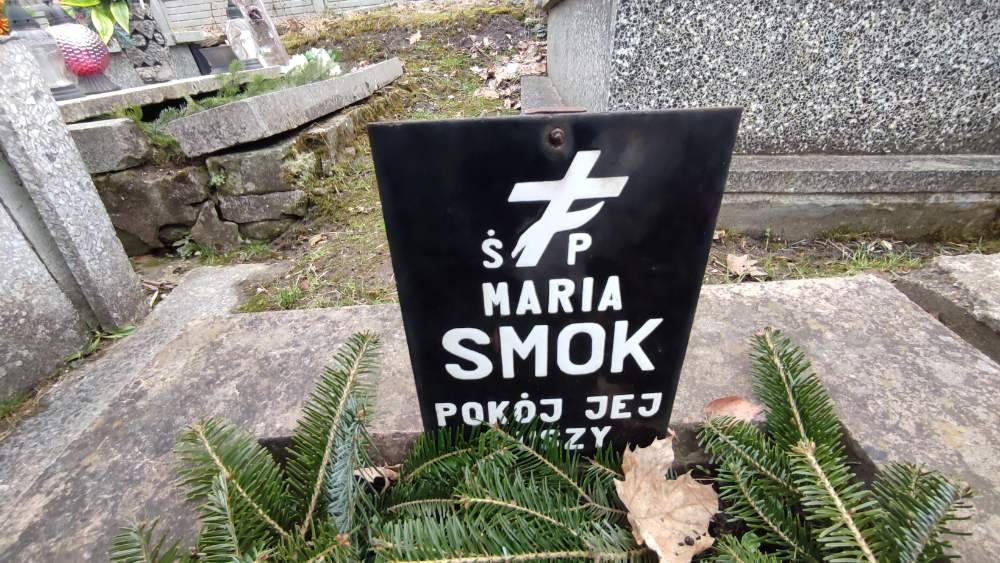 Ś P
MARIA
SMOK
POKÓJ JEJ